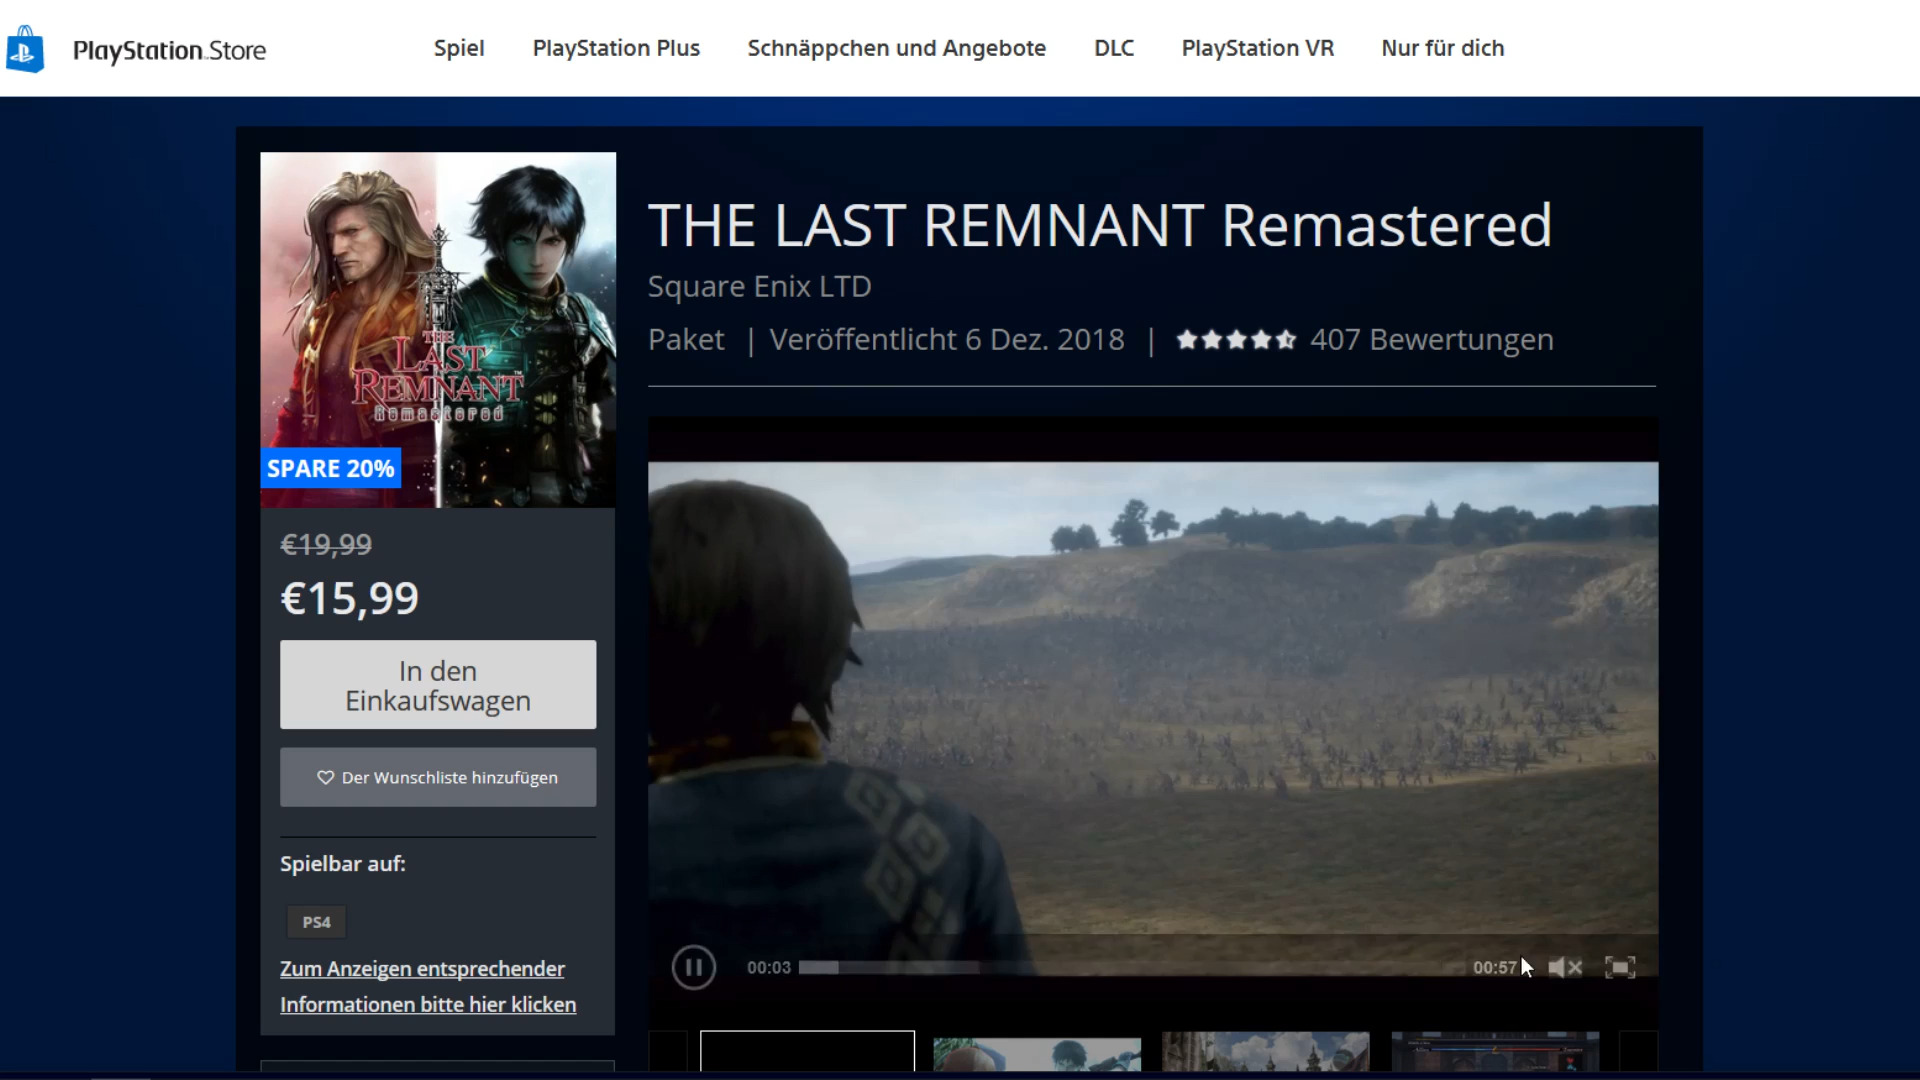 PlayStation Store
Spiel
PlayStation Plus
Schnäppchen und Angebote
DLC
PlayStation VR
Nur für dich
THE
LAST
REMNANT
Remastered
SPARE 20%
THE LAST REMNANT Remastered
Square Enix LTD
Paket | Veröffentlicht 6 Dez. 2018 | 407 Bewertungen
€19,99
€15,99
In den
Einkaufswagen
Der Wunschliste hinzufügen
Spielbar auf:
PS4
Zum Anzeigen entsprechender
Informationen bitte hier klicken
00:03
00:57